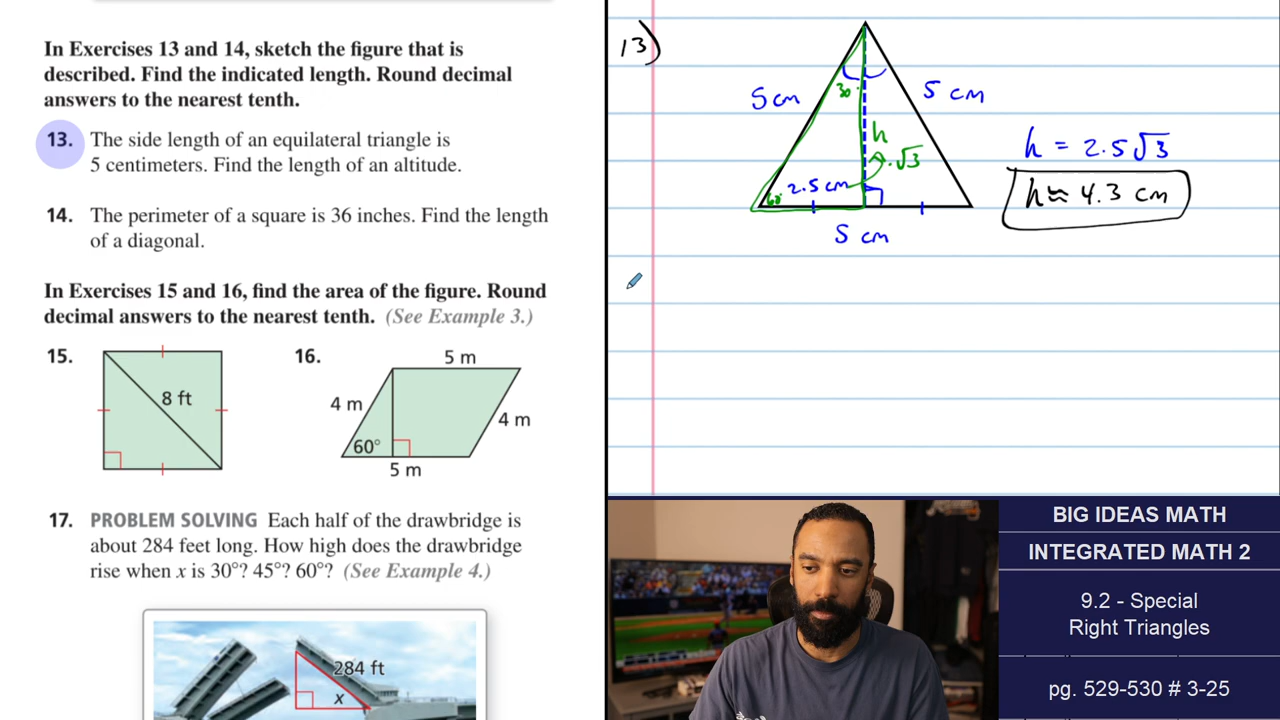 In Exercises 13 and 14, sketch the figure that is
described. Find the indicated length. Round decimal
answers to the nearest tenth.
13. The side length of an equilateral triangle is
5 centimeters. Find the length of an altitude.
14. The perimeter of a square is 36 inches. Find the length
of a diagonal.
In Exercises 15 and 16, find the area of the figure. Round
decimal answers to the nearest tenth. (See Example 3.)
15.
8 ft
16.
5 m
4 m
4 m
60°
5 m
17. PROBLEM SOLVING Each half of the drawbridge is
about 284 feet long. How high does the drawbridge
rise when x is 30°? 45°? 60°? (See Example 4.)
284 ft
x
13)
5 cm
30°
5 cm
h
·√3
2.5 cm
60°
5 cm
h = 2.5√3
h ≈ 4.3 cm
BIG IDEAS MATH
INTEGRATED MATH 2
9.2 - Special
Right Triangles
pg. 529-530 # 3-25